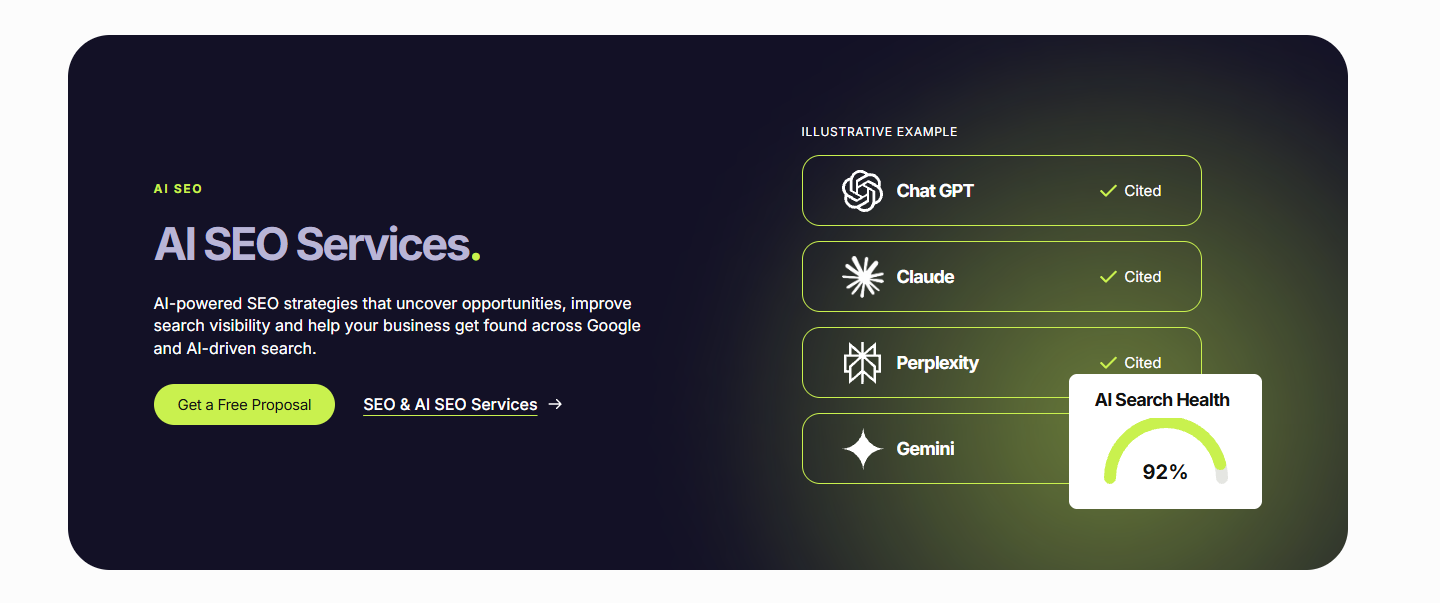 AI SEO
AI SEO Services.
AI-powered SEO strategies that uncover opportunities, improve
search visibility and help your business get found across Google
and AI-driven search.
Get a Free Proposal
SEO & AI SEO Services →
ILLUSTRATIVE EXAMPLE
Chat GPT
Cited
Claude
Cited
Perplexity
Cited
Gemini
AI Search Health
92%